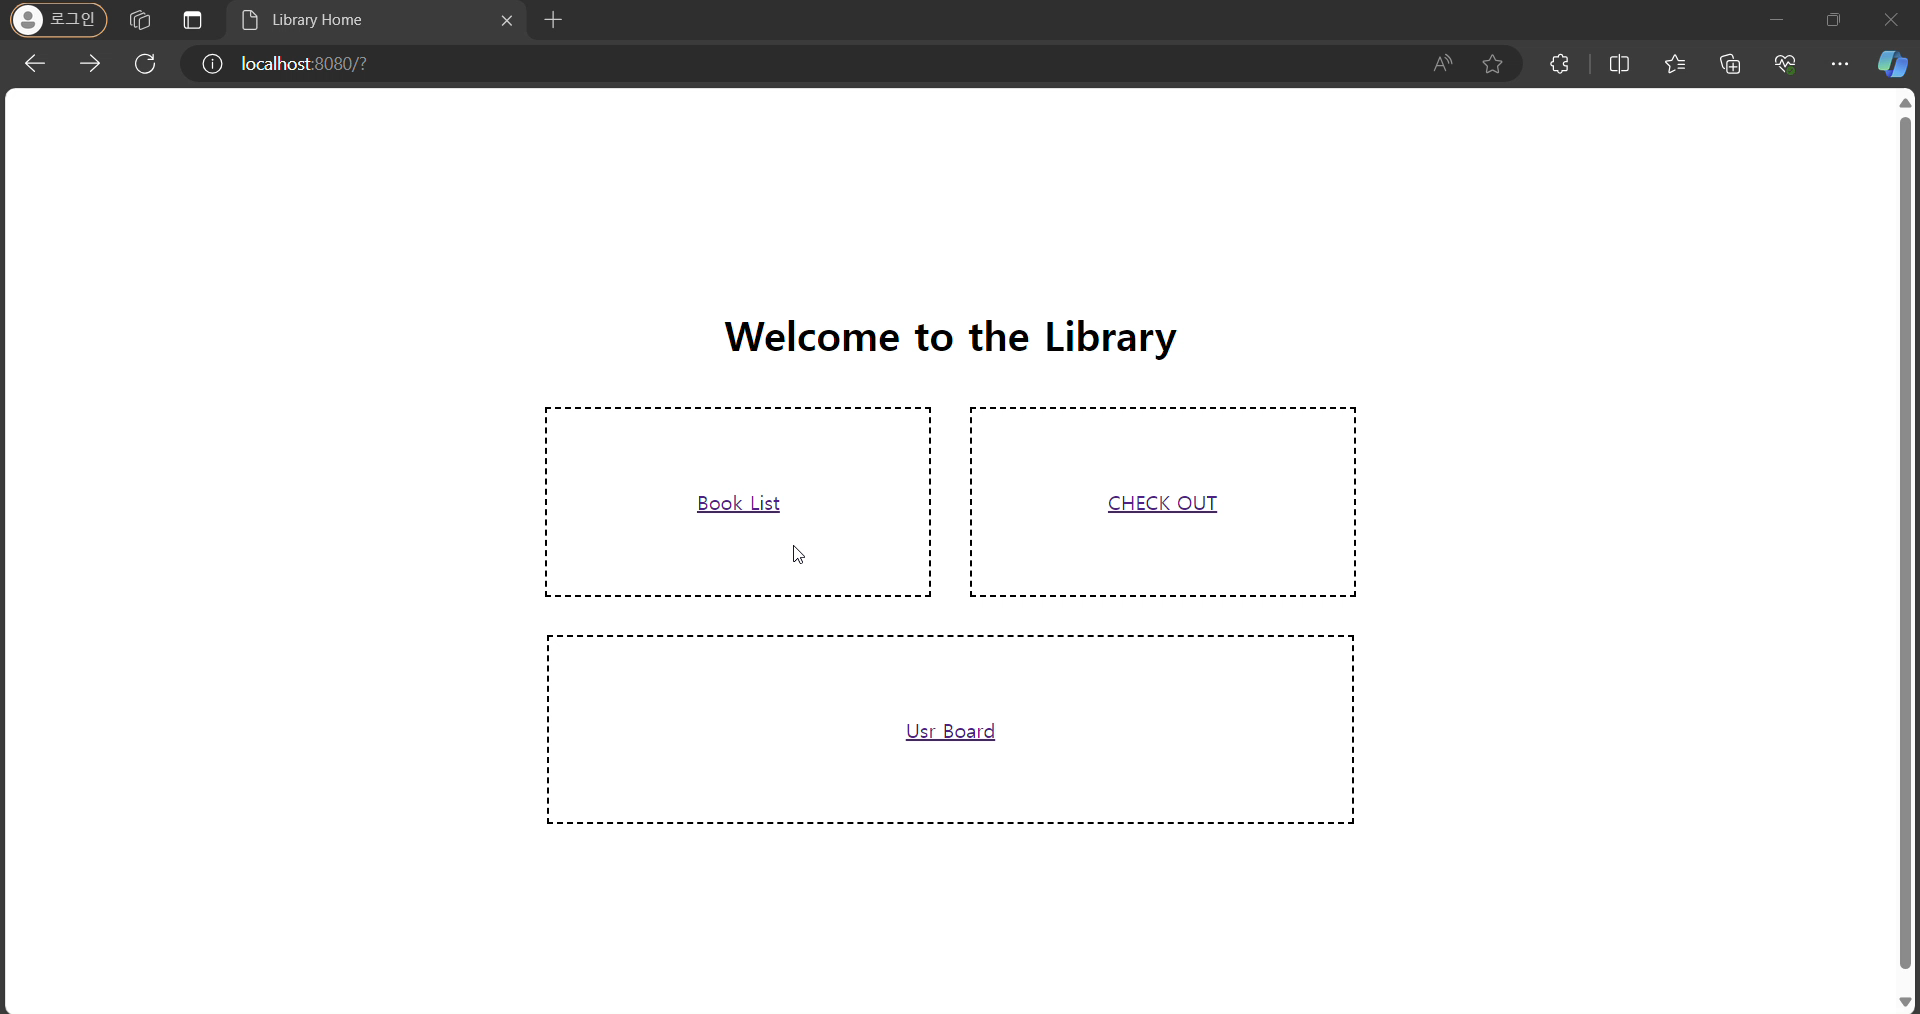 로그인
Library Home
localhost:8080/?
Welcome to the Library
Book List
CHECK OUT
Usr Board